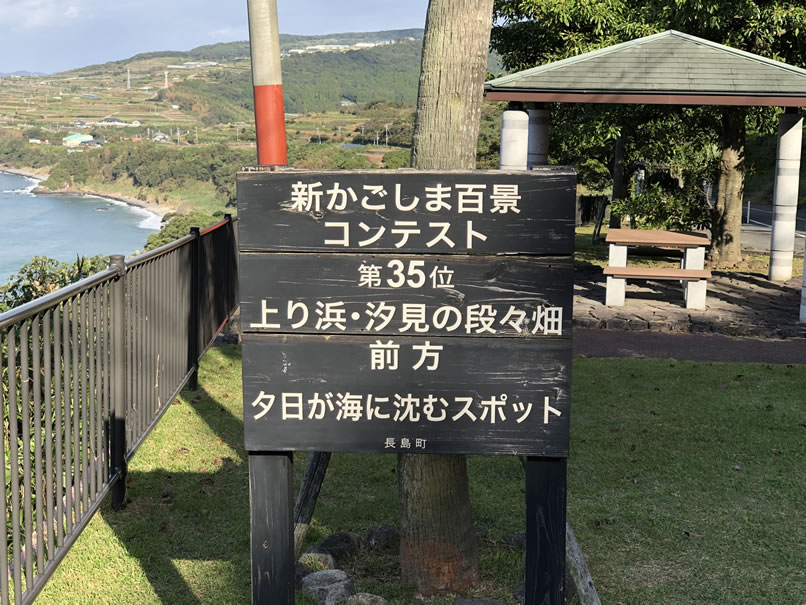 新かごしま百景
コンテスト
第35位
上り浜・汐見の段々畑
前方
夕日が海に沈むスポット
長島町